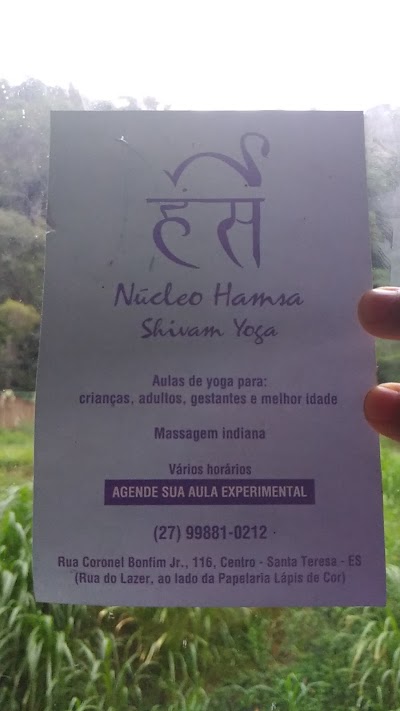 हंसं
Núcleo Hamsa
Shivam Yoga
Aulas de yoga para:
crianças, adultos, gestantes e melhor idade
Massagem indiana
Vários horários
AGENDE SUA AULA EXPERIMENTAL
(27) 99881-0212
Rua Coronel Bonfim Jr., 116, Centro - Santa Teresa - ES
(Rua do Lazer, ao lado da Papelaria Lápis de Cor)